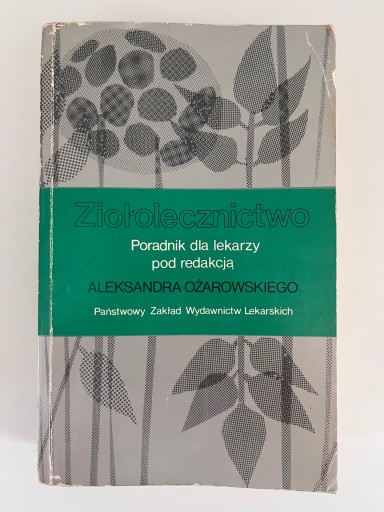 Ziołolecznictwo
Poradnik dla lekarzy
pod redakcją
ALEKSANDRA OŻAROWSKIEGO
Państwowy Zakład Wydawnictw Lekarskich